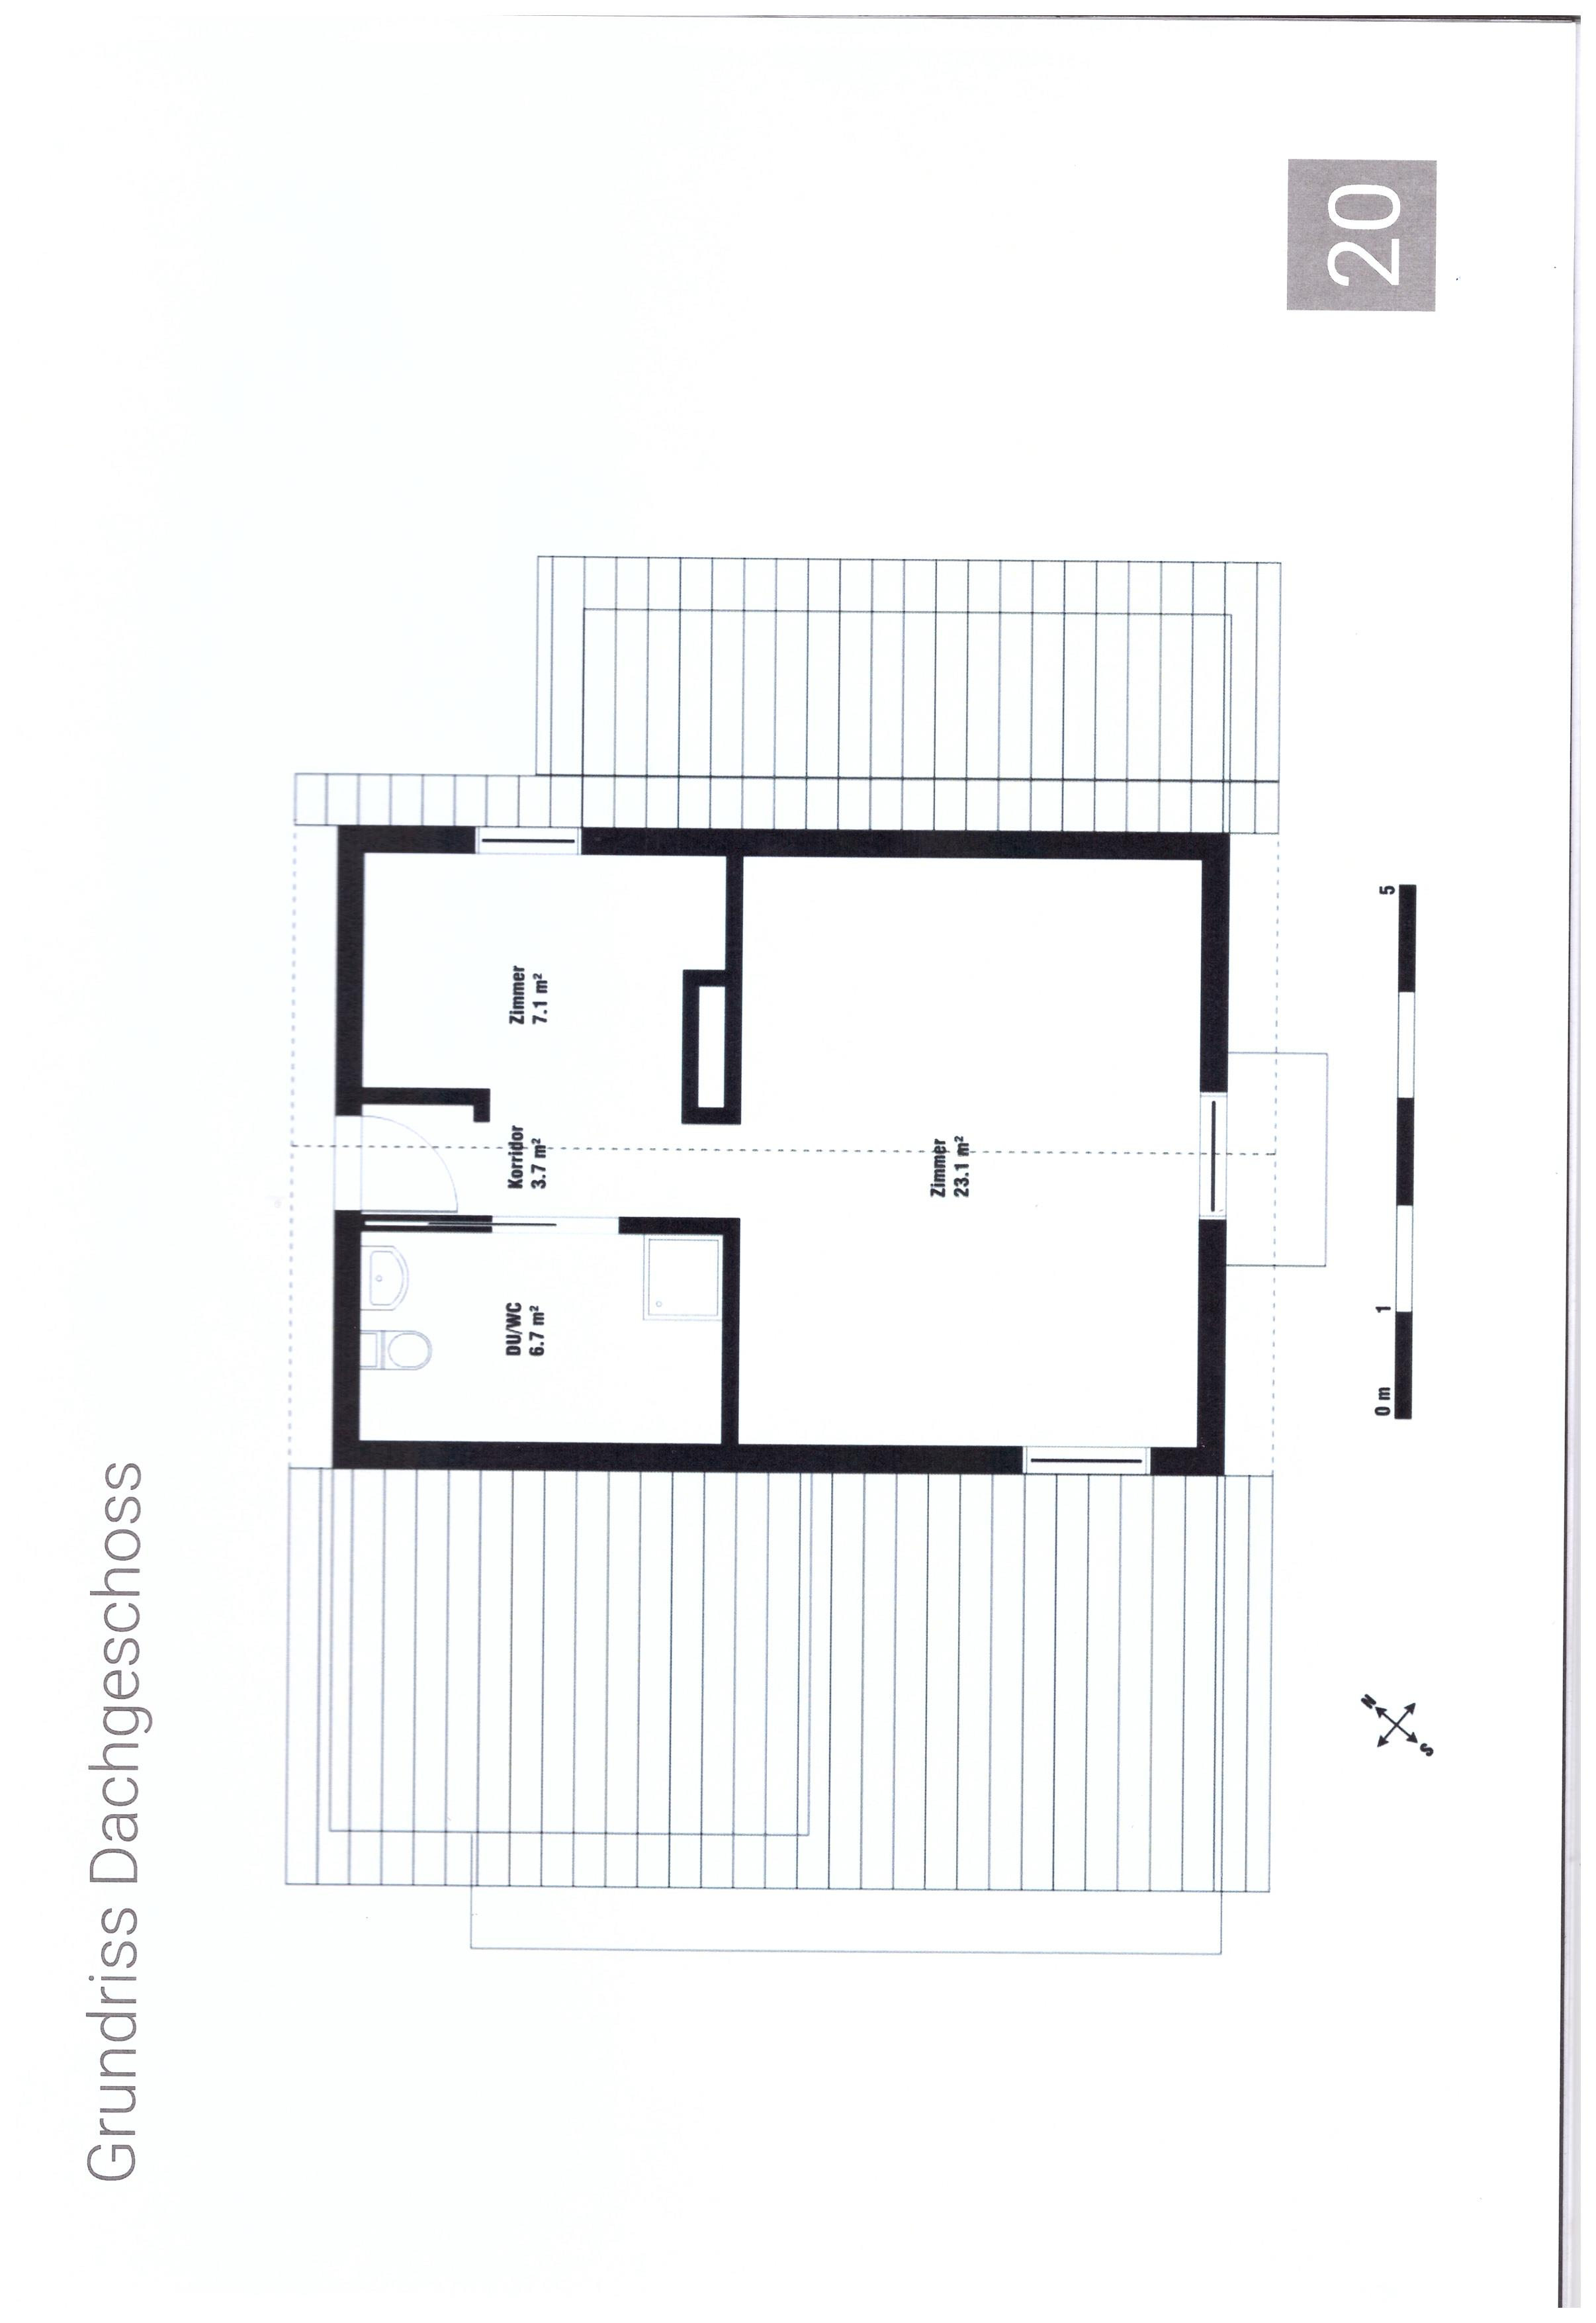 Grundriss Dachgeschoss
DU/WC
6.7 m²
Korridor
3.7 m²
Zimmer
7.1 m²
Zimmer
23.1 m²
N
S
0 m
1
5
20